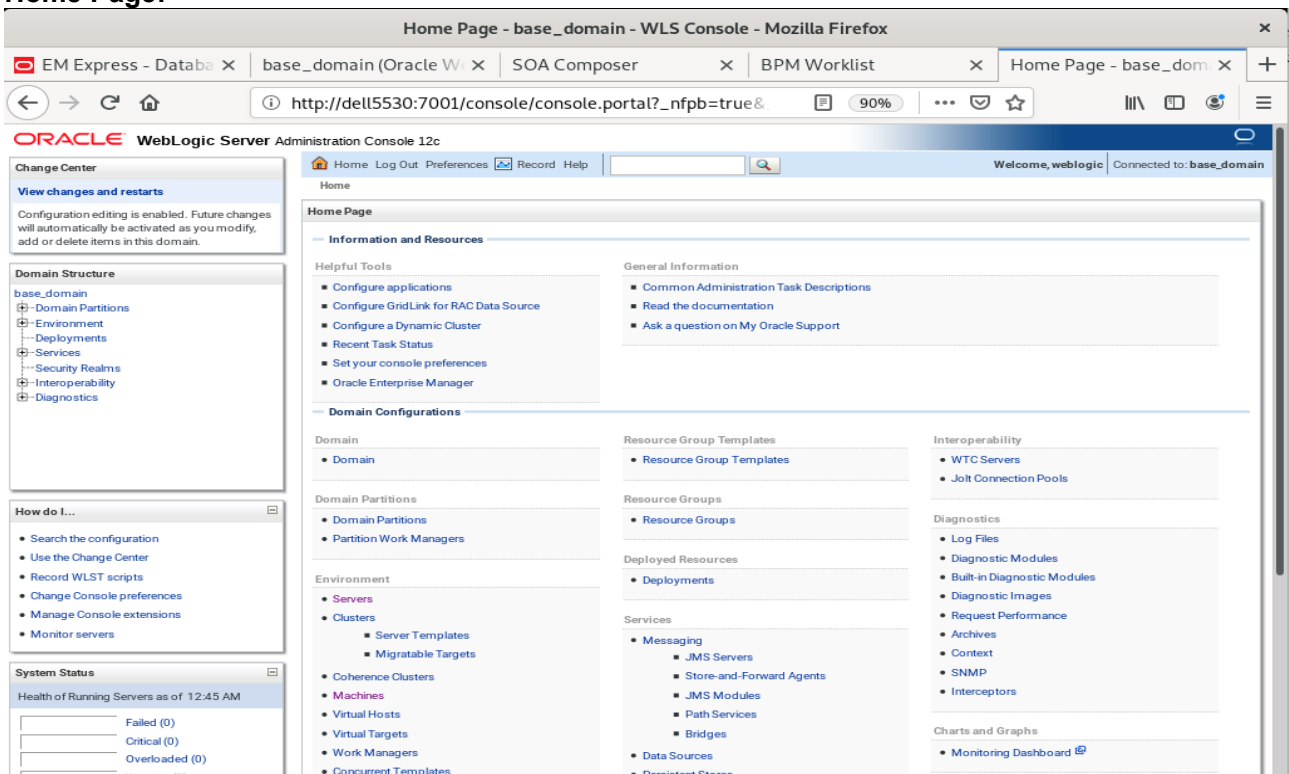 Home Page:
Home Page - base_domain - WLS Console - Mozilla Firefox
EM Express - Databa
base_domain (Oracle W
SOA Composer
BPM Worklist
Home Page - base_dom
http://dell5530:7001/console/console.portal?_nfpb=true&
90%
ORACLE WebLogic Server Administration Console 12c
Change Center
View changes and restarts
Configuration editing is enabled. Future changes
will automatically be activated as you modify,
add or delete items in this domain.
Domain Structure
base_domain
Domain Partitions
Environment
Deployments
Services
Security Realms
Interoperability
Diagnostics
How do I...
Search the configuration
Use the Change Center
Record WLST scripts
Change Console preferences
Manage Console extensions
Monitor servers
System Status
Health of Running Servers as of 12:45 AM
Failed (0)
Critical (0)
Overloaded (0)
Home Log Out Preferences Record Help
Welcome, weblogic
Connected to: base_domain
Home
Home Page
Information and Resources
Helpful Tools
Configure applications
Configure GridLink for RAC Data Source
Configure a Dynamic Cluster
Recent Task Status
Set your console preferences
Oracle Enterprise Manager
General Information
Common Administration Task Descriptions
Read the documentation
Ask a question on My Oracle Support
Domain Configurations
Domain
Domain
Domain Partitions
Domain Partitions
Partition Work Managers
Environment
Servers
Clusters
Server Templates
Migratable Targets
Coherence Clusters
Machines
Virtual Hosts
Virtual Targets
Work Managers
Concurrent Templates
Resource Group Templates
Resource Group Templates
Resource Groups
Resource Groups
Deployed Resources
Deployments
Services
Messaging
JMS Servers
Store-and-Forward Agents
JMS Modules
Path Services
Bridges
Data Sources
Persistent Stores
Interoperability
WTC Servers
Jolt Connection Pools
Diagnostics
Log Files
Diagnostic Modules
Built-in Diagnostic Modules
Diagnostic Images
Request Performance
Archives
Context
SNMP
Interceptors
Charts and Graphs
Monitoring Dashboard